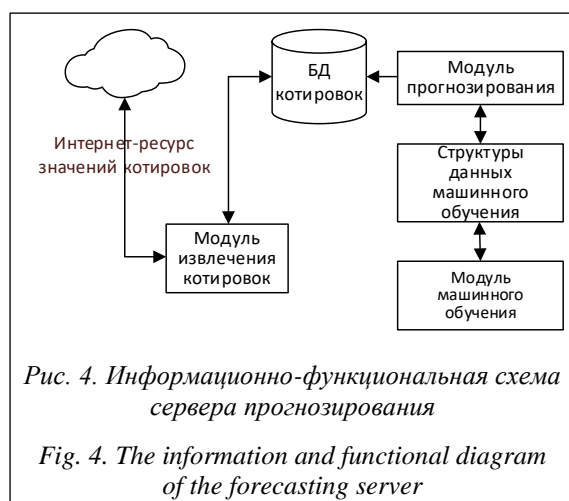 БД
котировок
Модуль
прогнозирования
Интернет-ресурс
значений котировок
Структуры
данных
машинного
обучения
Модуль
извлечения
котировок
Модуль
машинного
обучения
Рис. 4. Информационно-функциональная схема
сервера прогнозирования
Fig. 4. The information and functional diagram
of the forecasting server